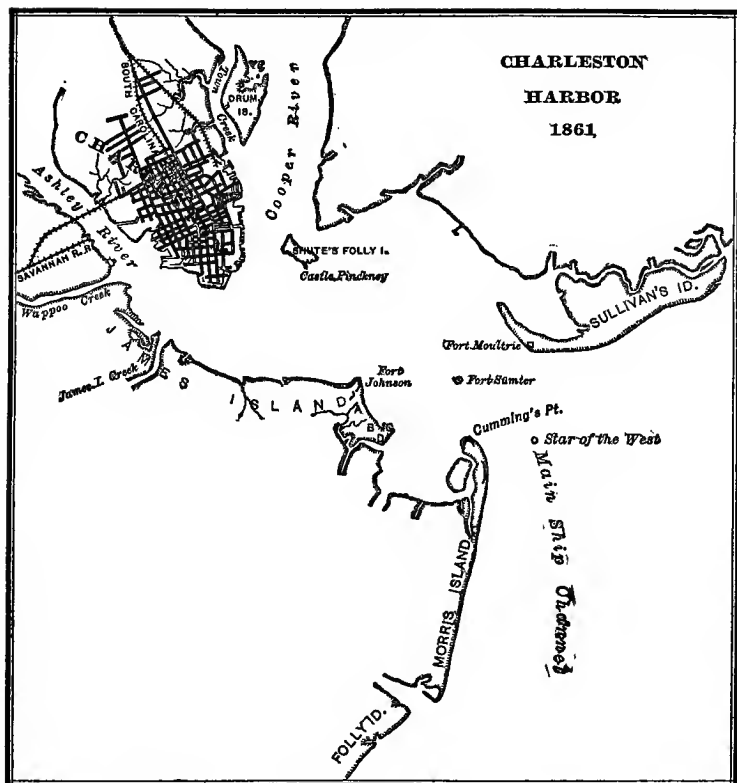 CHARLESTON
HARBOR
1861,
SOUTH
CAROLINA
Town
Creek
DRUM
IS.
Cooper River
Ashley
River
SAVANNAH R.R.
Wappoo Creek
SHUTE'S FOLLY I.
Castle Pinckney
SULLIVAN'S ID.
Fort Moultrie
JAMES
ISLAND
James I. Creek
Fort
Johnson
Fort Sumter
Cumming's Pt.
Star of the West
Main Ship Channel
MORRIS ISLAND
FOLLY ID.